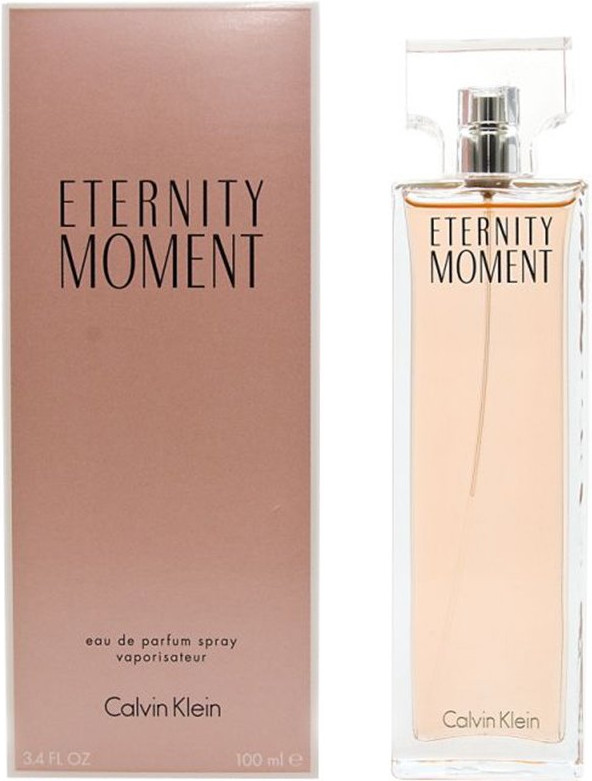 ETERNITY
MOMENT
eau de parfum spray
vaporisateur
Calvin Klein
3.4 FL OZ
100 ml ℮
ETERNITY
MOMENT
Calvin Klein